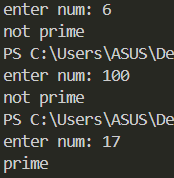 enter num: 6
not prime
PS C:\Users\ASUS\De
enter num: 100
not prime
PS C:\Users\ASUS\De
enter num: 17
prime